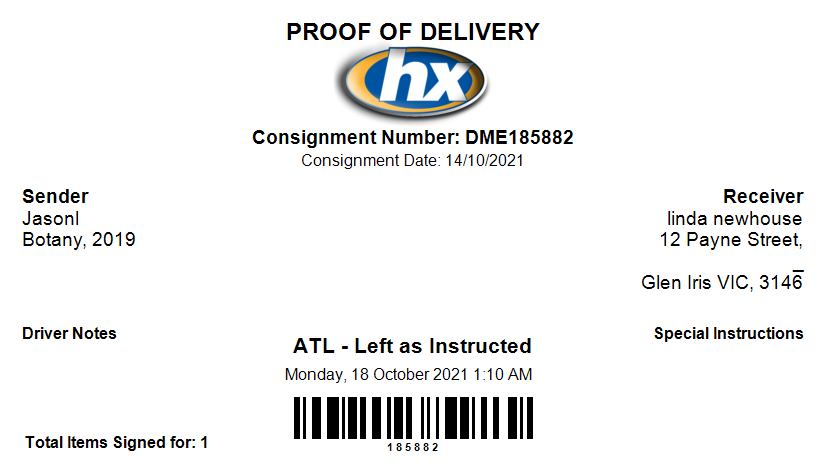 PROOF OF DELIVERY
hx
Consignment Number: DME185882
Consignment Date: 14/10/2021
Sender
Jasonl
Botany, 2019
Receiver
linda newhouse
12 Payne Street,
_
Glen Iris VIC, 3146
Driver Notes
Special Instructions
ATL - Left as Instructed
Monday, 18 October 2021 1:10 AM
185882
Total Items Signed for: 1